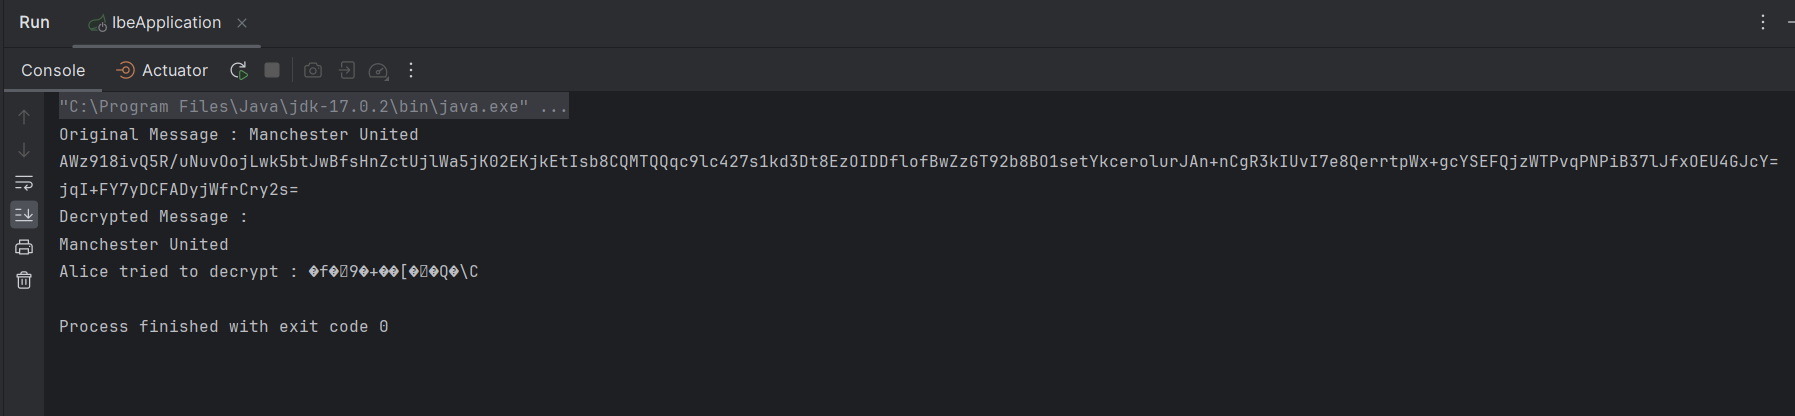 Run IbeApplication
Console Actuator
"C:\Program Files\Java\jdk-17.0.2\bin\java.exe" ...
Original Message : Manchester United
AWz918ivQ5R/uNuvOojLwk5btJwBfsHnZctUjlWa5jK02EKjkEtIsb8CQMTQQqc9lc427s1kd3Dt8EzOIDDflofBwZzGT92b8BO1setYkcerolurJAn+nCgR3kIUvI7e8QerrtpWx+gcYSEFQjzWTPvqPNPiB37lJfxOEU4GJcY=
jqI+FY7yDCFADyjWfrCry2s=
Decrypted Message :
Manchester United
Alice tried to decrypt : �f�9�+��[��Q�\C
Process finished with exit code 0